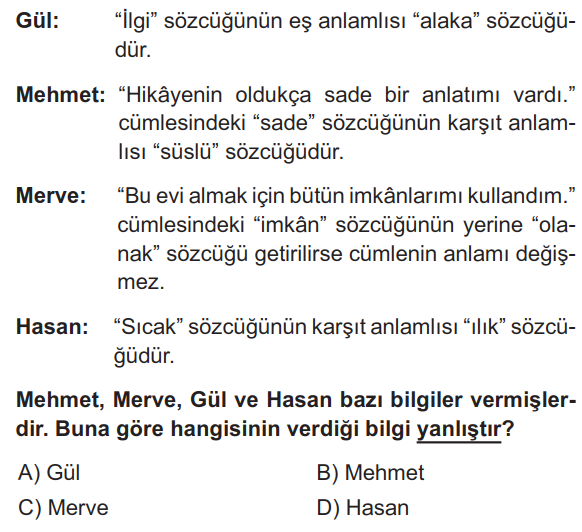 Gül: “İlgi” sözcüğünün eş anlamlısı “alaka” sözcüğü-
dür.
Mehmet: “Hikâyenin oldukça sade bir anlatımı vardı.”
cümlesindeki “sade” sözcüğünün karşıt anlam-
lısı “süslü” sözcüğüdür.
Merve: “Bu evi almak için bütün imkânlarımı kullandım.”
cümlesindeki “imkân” sözcüğünün yerine “ola-
nak” sözcüğü getirilirse cümlenin anlamı değiş-
mez.
Hasan: “Sıcak” sözcüğünün karşıt anlamlısı “ılık” sözcü-
ğüdür.
Mehmet, Merve, Gül ve Hasan bazı bilgiler vermişler-
dir. Buna göre hangisinin verdiği bilgi yanlıştır?
A) Gül B) Mehmet
C) Merve D) Hasan